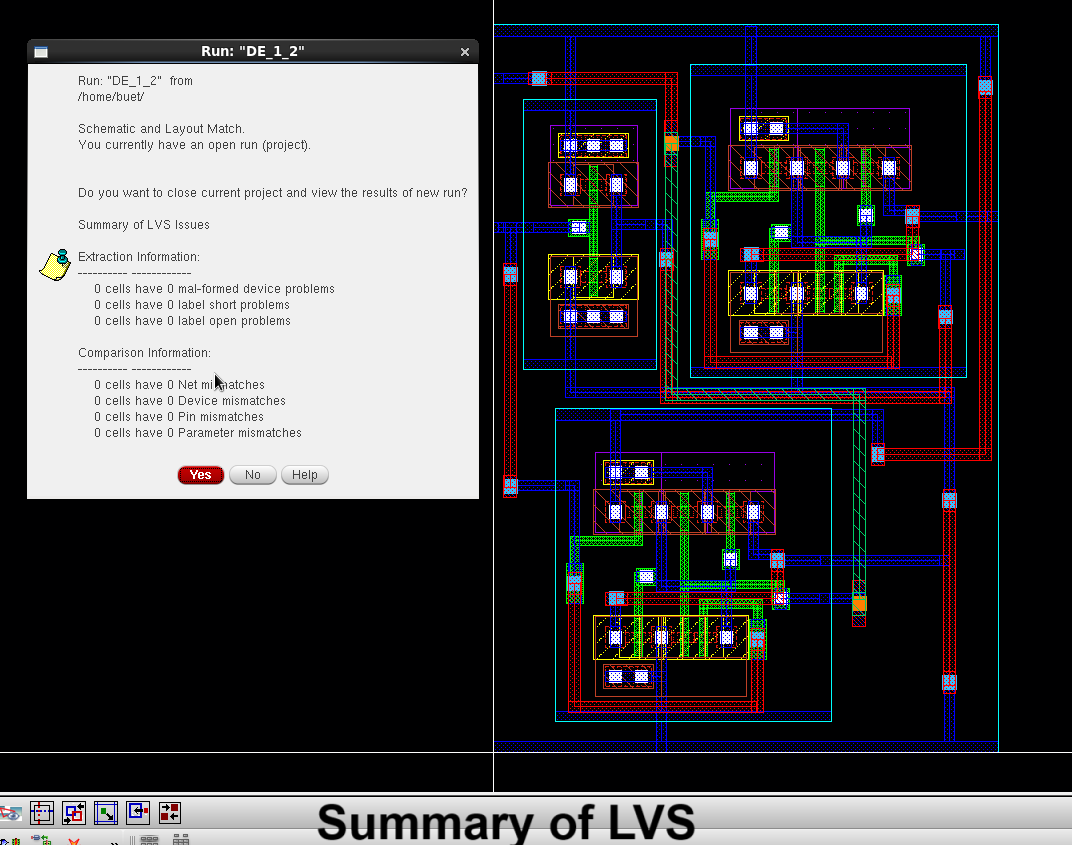 Run: "DE_1_2"
Run: "DE_1_2" from
/home/buet/
Schematic and Layout Match.
You currently have an open run (project).
Do you want to close current project and view the results of new run?
Summary of LVS Issues
Extraction Information:
---------- ------------
0 cells have 0 mal-formed device problems
0 cells have 0 label short problems
0 cells have 0 label open problems
Comparison Information:
---------- ------------
0 cells have 0 Net mismatches
0 cells have 0 Device mismatches
0 cells have 0 Pin mismatches
0 cells have 0 Parameter mismatches
Yes No Help
Summary of LVS